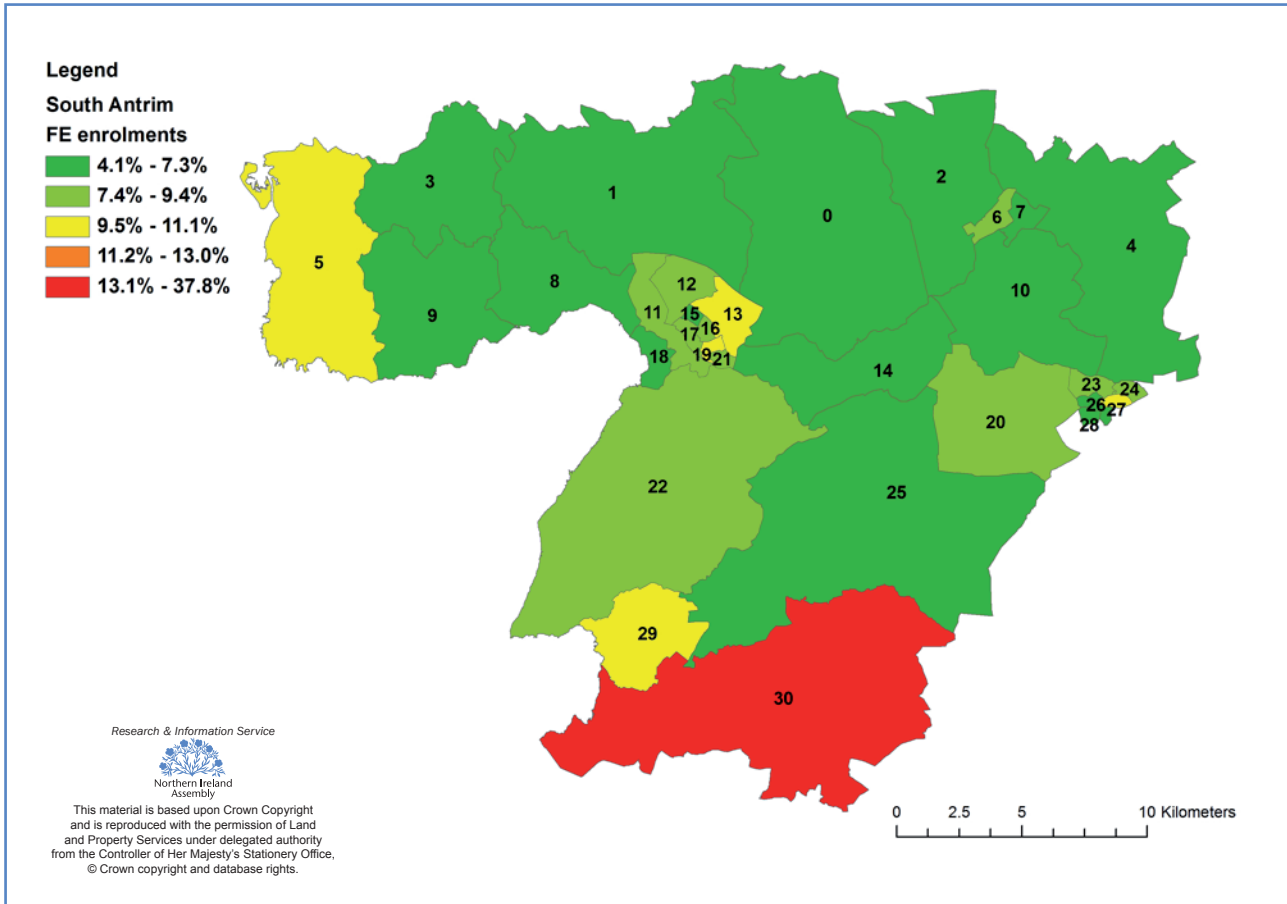 Legend
South Antrim
FE enrolments
4.1% - 7.3%
7.4% - 9.4%
9.5% - 11.1%
11.2% - 13.0%
13.1% - 37.8%
3
1
0
2
6
7
4
5
9
8
10
12
11
15
13
17
16
18
19
21
14
23
24
26
27
28
20
22
25
29
30
Research & Information Service
Northern Ireland
Assembly
This material is based upon Crown Copyright
and is reproduced with the permission of Land
and Property Services under delegated authority
from the Controller of Her Majesty's Stationery Office,
© Crown copyright and database rights.
0 2.5 5 10 Kilometers